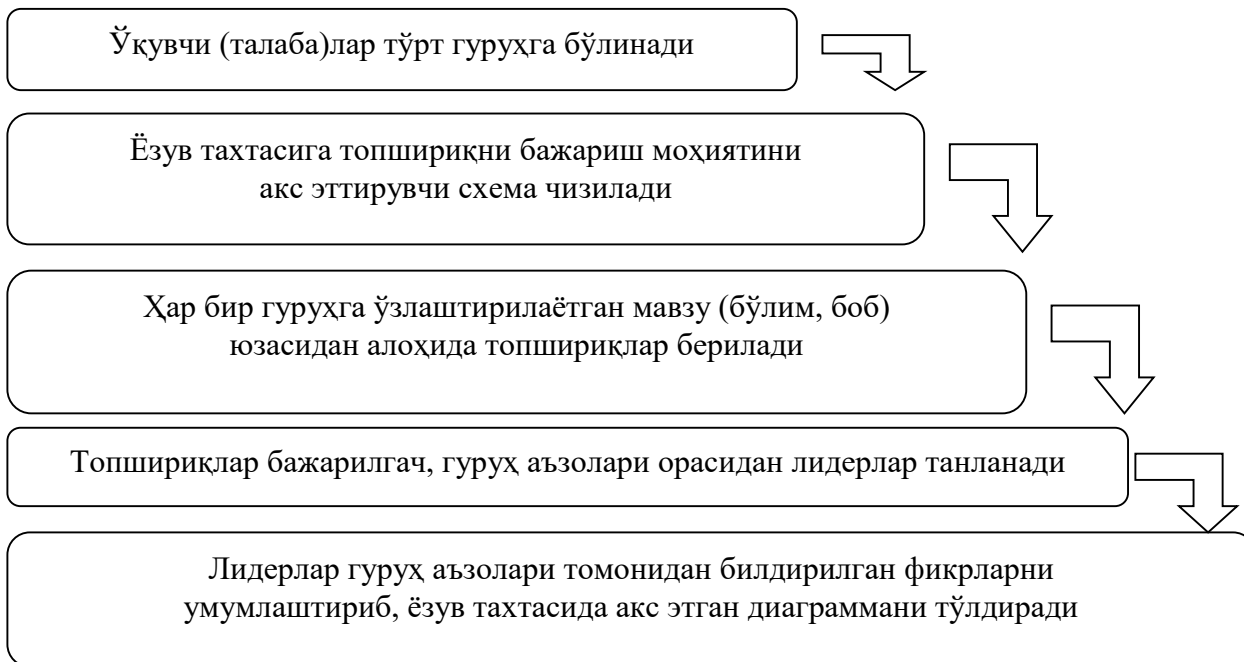 Ўқувчи (талаба)лар тўрт гуруҳга бўлинади
Ёзув тахтасига топшириқни бажариш моҳиятини
акс эттирувчи схема чизилади
Ҳар бир гуруҳга ўзлаштирилаётган мавзу (бўлим, боб)
юзасидан алоҳида топшириқлар берилади
Топшириқлар бажарилгач, гуруҳ аъзолари орасидан лидерлар танланади
Лидерлар гуруҳ аъзолари томонидан билдирилган фикрларни
умумлаштириб, ёзув тахтасида акс этган диаграммани тўлдиради